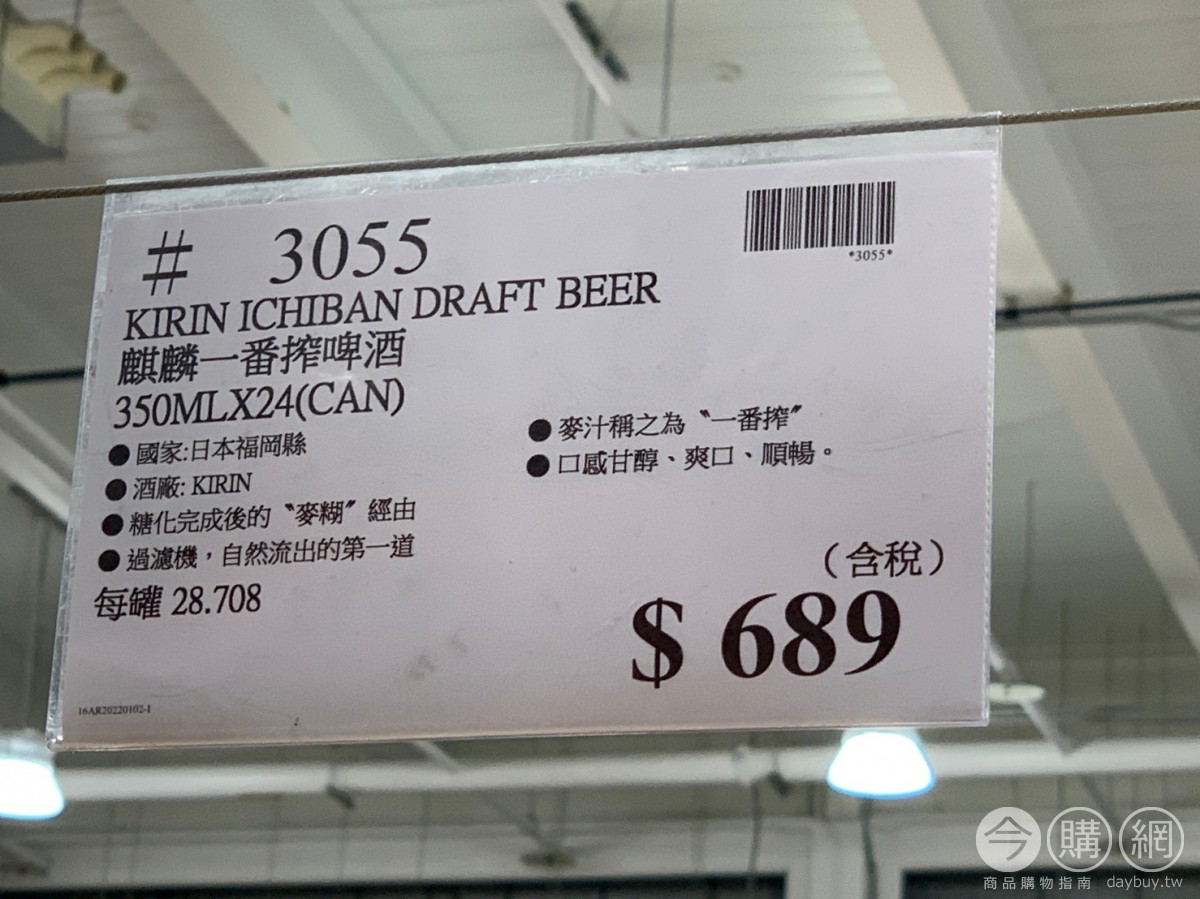 # 3055
*3055*
KIRIN ICHIBAN DRAFT BEER
麒麟一番搾啤酒
350MLX24(CAN)
●國家:日本福岡縣
●酒廠: KIRIN
●糖化完成後的〝麥糊〞經由
●過濾機，自然流出的第一道
●麥汁稱之為〝一番搾〞
●口感甘醇、爽口、順暢。
每罐 28.708
（含稅）
$ 689
16AR20220102-1
今購網
商品購物指南 daybuy.tw